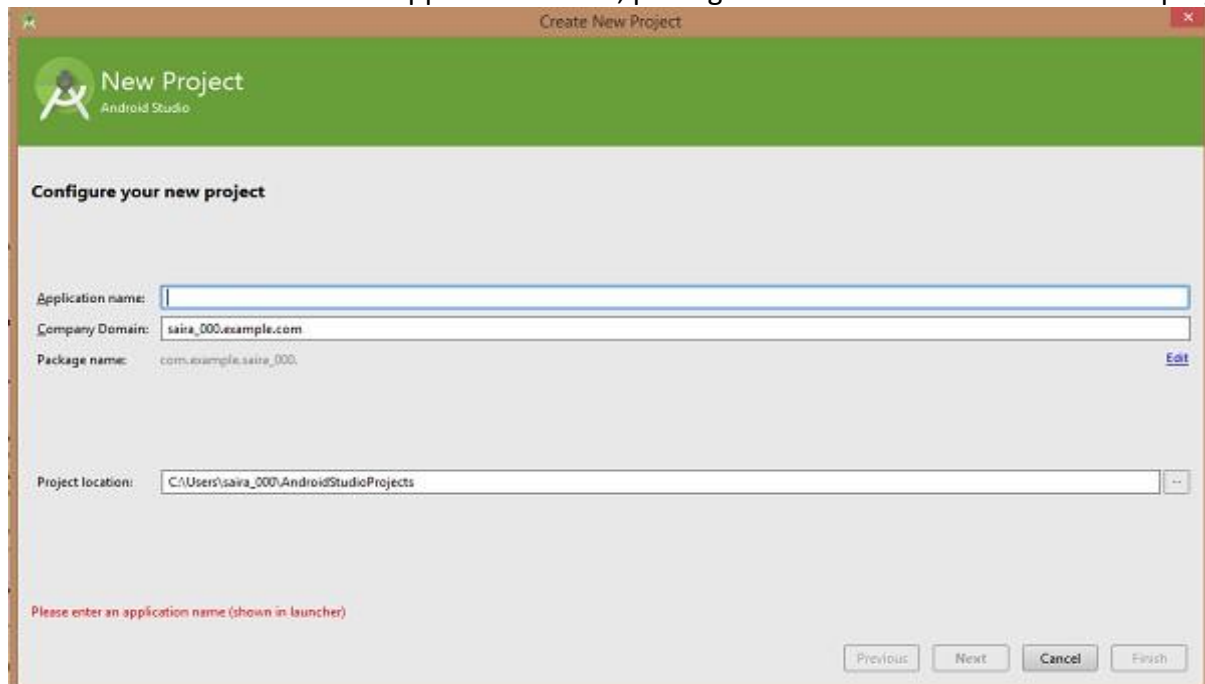 Create New Project
New Project
Android Studio
Configure your new project
Application name:
Company Domain: saira_000.example.com
Package name: com.example.saira_000.
Edit
Project location: C:\Users\saira_000\AndroidStudioProjects
...
Please enter an application name (shown in launcher)
Previous Next Cancel Finish